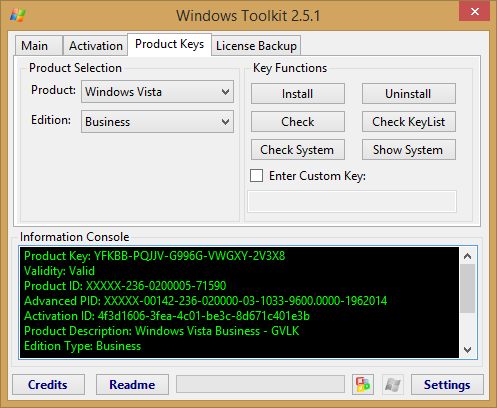 Windows Toolkit 2.5.1
Main Activation Product Keys License Backup
Product Selection
Product: Windows Vista
Edition: Business
Key Functions
Install Uninstall
Check Check KeyList
Check System Show System
Enter Custom Key:
Information Console
Product Key: YFKBB-PQJJV-G996G-VWGXY-2V3X8
Validity: Valid
Product ID: XXXXX-236-0200005-71590
Advanced PID: XXXXX-00142-236-020000-03-1033-9600.0000-1962014
Activation ID: 4f3d1606-3fea-4c01-be3c-8d671c401e3b
Product Description: Windows Vista Business - GVLK
Edition Type: Business
Credits Readme Settings